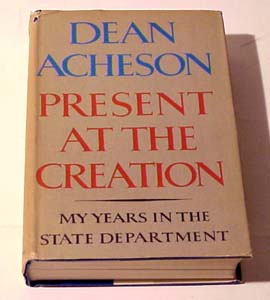 DEAN
ACHESON
PRESENT
AT THE
CREATION
MY YEARS IN THE
STATE DEPARTMENT